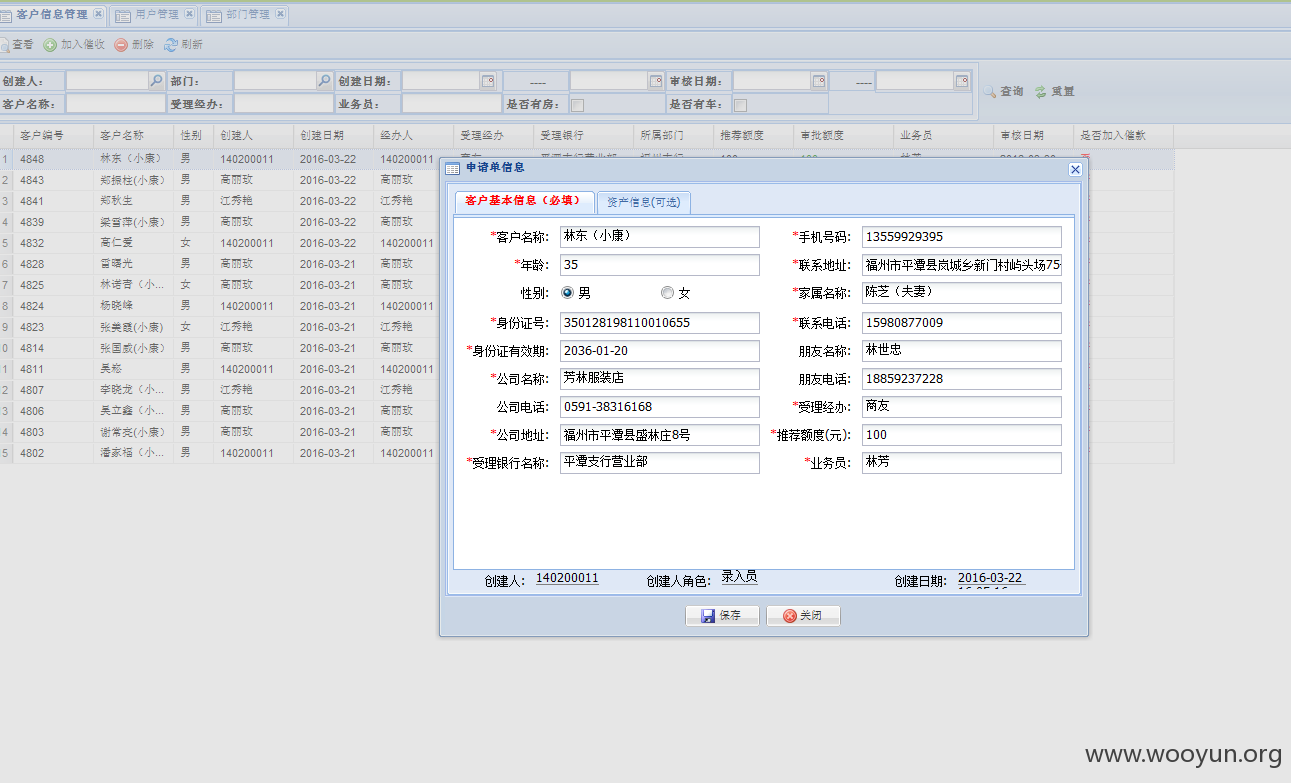 客户信息管理 用户管理 部门管理
查看 加入催收 删除 刷新
创建人: 部门: 创建日期: ---- 审核日期: ---- 查询 重置
客户名称: 受理经办: 业务员: 是否有房: 是否有车:
客户编号 客户名称 性别 创建人 创建日期 经办人 受理经办 受理银行 所属部门 推荐额度 审批额度 业务员 审核日期 是否加入催款
1 4848 林东（小康） 男 140200011 2016-03-22 140200011
2 4843 郑振柱(小康) 男 高丽玫 2016-03-22 高丽玫
3 4841 郑秋生 男 江秀艳 2016-03-22 江秀艳
4 4839 梁雪萍(小康) 男 高丽玫 2016-03-22 高丽玫
5 4832 高仁爱 女 140200011 2016-03-22 140200011
6 4828 雷曙光 男 高丽玫 2016-03-21 高丽玫
7 4825 林诺杳（小... 女 高丽玫 2016-03-21 高丽玫
8 4824 杨晓峰 男 140200011 2016-03-21 140200011
9 4823 张美霞(小康) 女 江秀艳 2016-03-21 江秀艳
0 4814 张国威(小康) 男 高丽玫 2016-03-21 高丽玫
1 4811 吴崧 男 140200011 2016-03-21 140200011
2 4807 李晓龙（小... 男 江秀艳 2016-03-21 江秀艳
3 4806 吴立鑫（小... 男 高丽玫 2016-03-21 高丽玫
4 4803 谢常亮(小康) 男 高丽玫 2016-03-21 高丽玫
5 4802 潘家福（小... 男 140200011 2016-03-21 140200011
申请单信息
客户基本信息（必填） 资产信息(可选)
*客户名称: 林东（小康） *手机号码: 13559929395
*年龄: 35 *联系地址: 福州市平潭县岚城乡新门村屿头场75
性别: 男 女 *家属名称: 陈芝（夫妻）
*身份证号: 350128198110010655 *联系电话: 15980877009
*身份证有效期: 2036-01-20 朋友名称: 林世忠
*公司名称: 芳林服装店 朋友电话: 18859237228
公司电话: 0591-38316168 *受理经办: 商友
*公司地址: 福州市平潭县盛林庄8号 *推荐额度(元): 100
*受理银行名称: 平潭支行营业部 *业务员: 林芳
创建人: 140200011 创建人角色: 录入员 创建日期: 2016-03-22
保存 关闭
www.wooyun.org